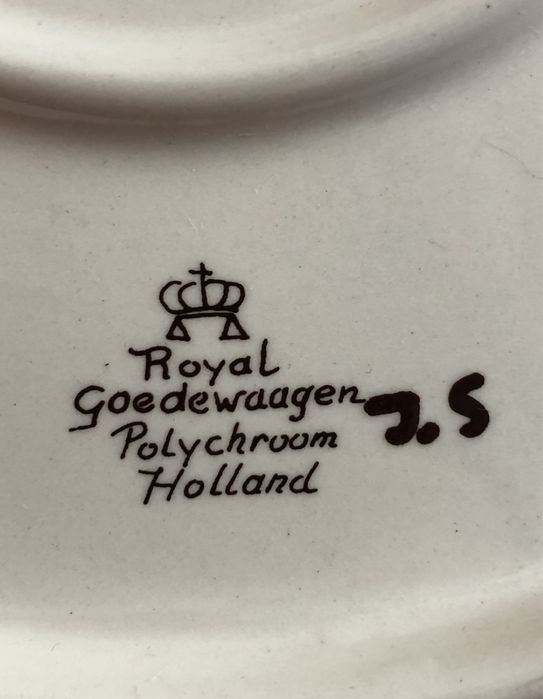 Royal
Goedewaagen
Polychroom
Holland
J.S